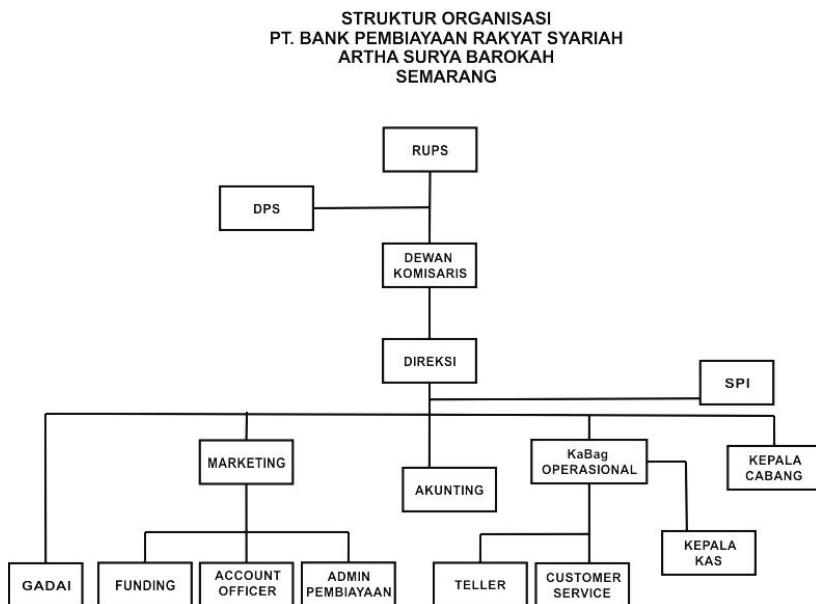 STRUKTUR ORGANISASI
PT. BANK PEMBIAYAAN RAKYAT SYARIAH
ARTHA SURYA BAROKAH
SEMARANG
RUPS
DPS
DEWAN
KOMISARIS
DIREKSI
SPI
MARKETING
AKUNTING
KaBag
OPERASIONAL
KEPALA
CABANG
KEPALA
KAS
GADAI
FUNDING
ACCOUNT
OFFICER
ADMIN
PEMBIAYAAN
TELLER
CUSTOMER
SERVICE